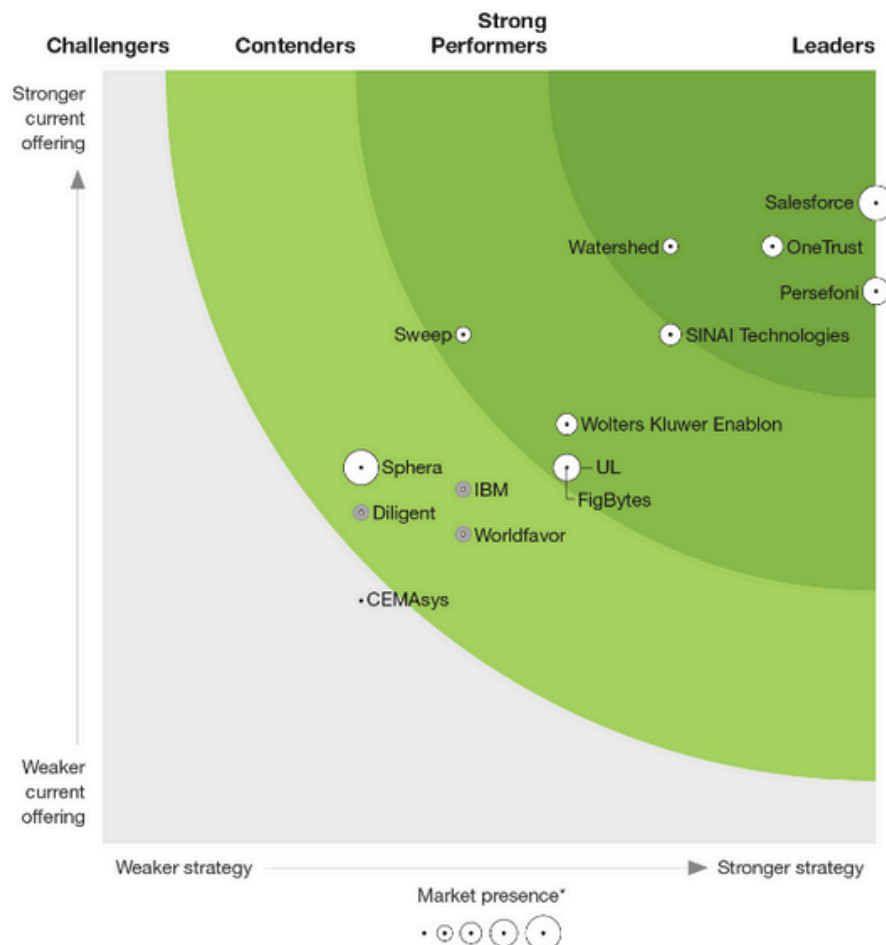 Challengers
Contenders
Strong
Performers
Leaders
Stronger
current
offering
Salesforce
Watershed
OneTrust
Persefoni
Sweep
SINAI Technologies
Wolters Kluwer Enablon
Sphera
UL
IBM
FigBytes
Diligent
Worldfavor
CEMAsys
Weaker
current
offering
Weaker strategy
Stronger strategy
Market presence*